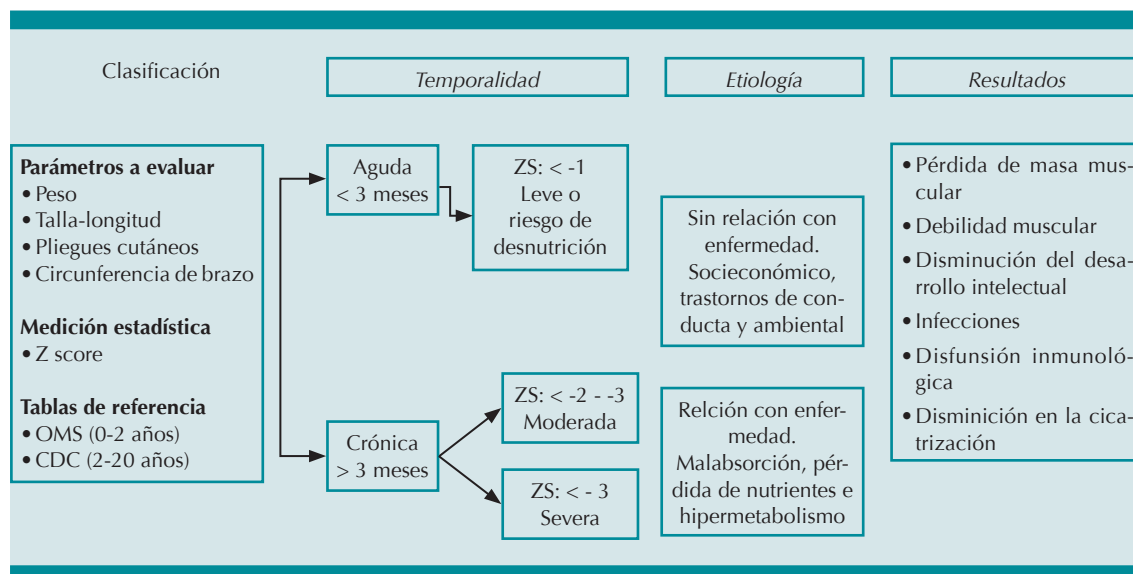 Clasificación
Temporalidad
Etiología
Resultados
Parámetros a evaluar
• Peso
• Talla-longitud
• Pliegues cutáneos
• Circunferencia de brazo
Medición estadística
• Z score
Tablas de referencia
• OMS (0-2 años)
• CDC (2-20 años)
Aguda
< 3 meses
ZS: < -1
Leve o
riesgo de
desnutrición
Crónica
> 3 meses
ZS: < -2 - -3
Moderada
ZS: < - 3
Severa
Sin relación con
enfermedad.
Socieconómico,
trastornos de con-
ducta y ambiental
Relción con enfer-
medad.
Malabsorción, pér-
dida de nutrientes e
hipermetabolismo
• Pérdida de masa mus-
cular
• Debilidad muscular
• Disminución del desa-
rrollo intelectual
• Infecciones
• Disfunsión inmunoló-
gica
• Disminición en la cica-
trización